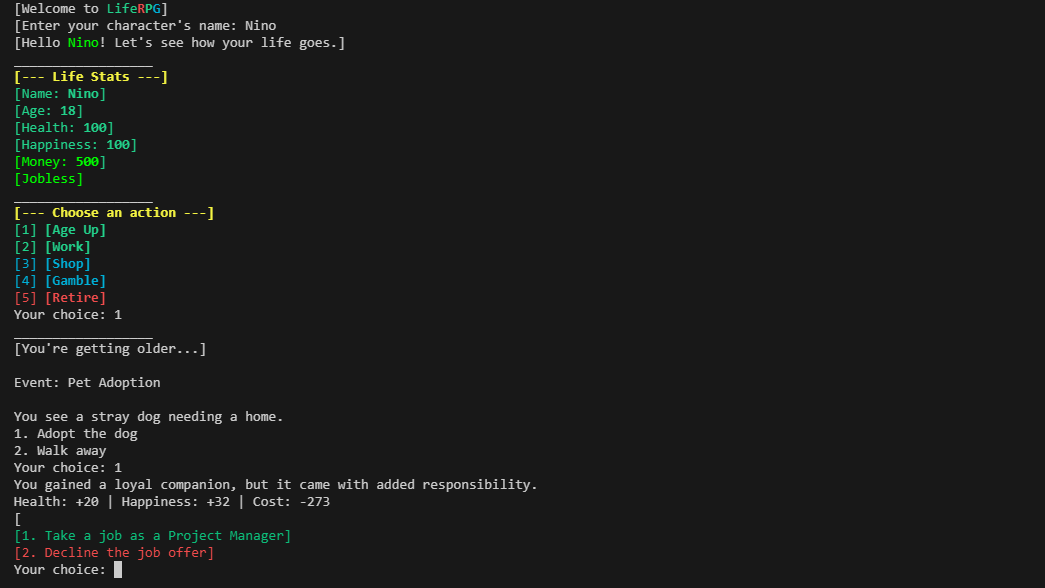 [Welcome to LifeRPG]
[Enter your character's name: Nino
[Hello Nino! Let's see how your life goes.]
__________________
[--- Life Stats ---]
[Name: Nino]
[Age: 18]
[Health: 100]
[Happiness: 100]
[Money: 500]
[Jobless]
__________________
[--- Choose an action ---]
[1] [Age Up]
[2] [Work]
[3] [Shop]
[4] [Gamble]
[5] [Retire]
Your choice: 1
__________________
[You're getting older...]
Event: Pet Adoption
You see a stray dog needing a home.
1. Adopt the dog
2. Walk away
Your choice: 1
You gained a loyal companion, but it came with added responsibility.
Health: +20 | Happiness: +32 | Cost: -273
[
[1. Take a job as a Project Manager]
[2. Decline the job offer]
Your choice: